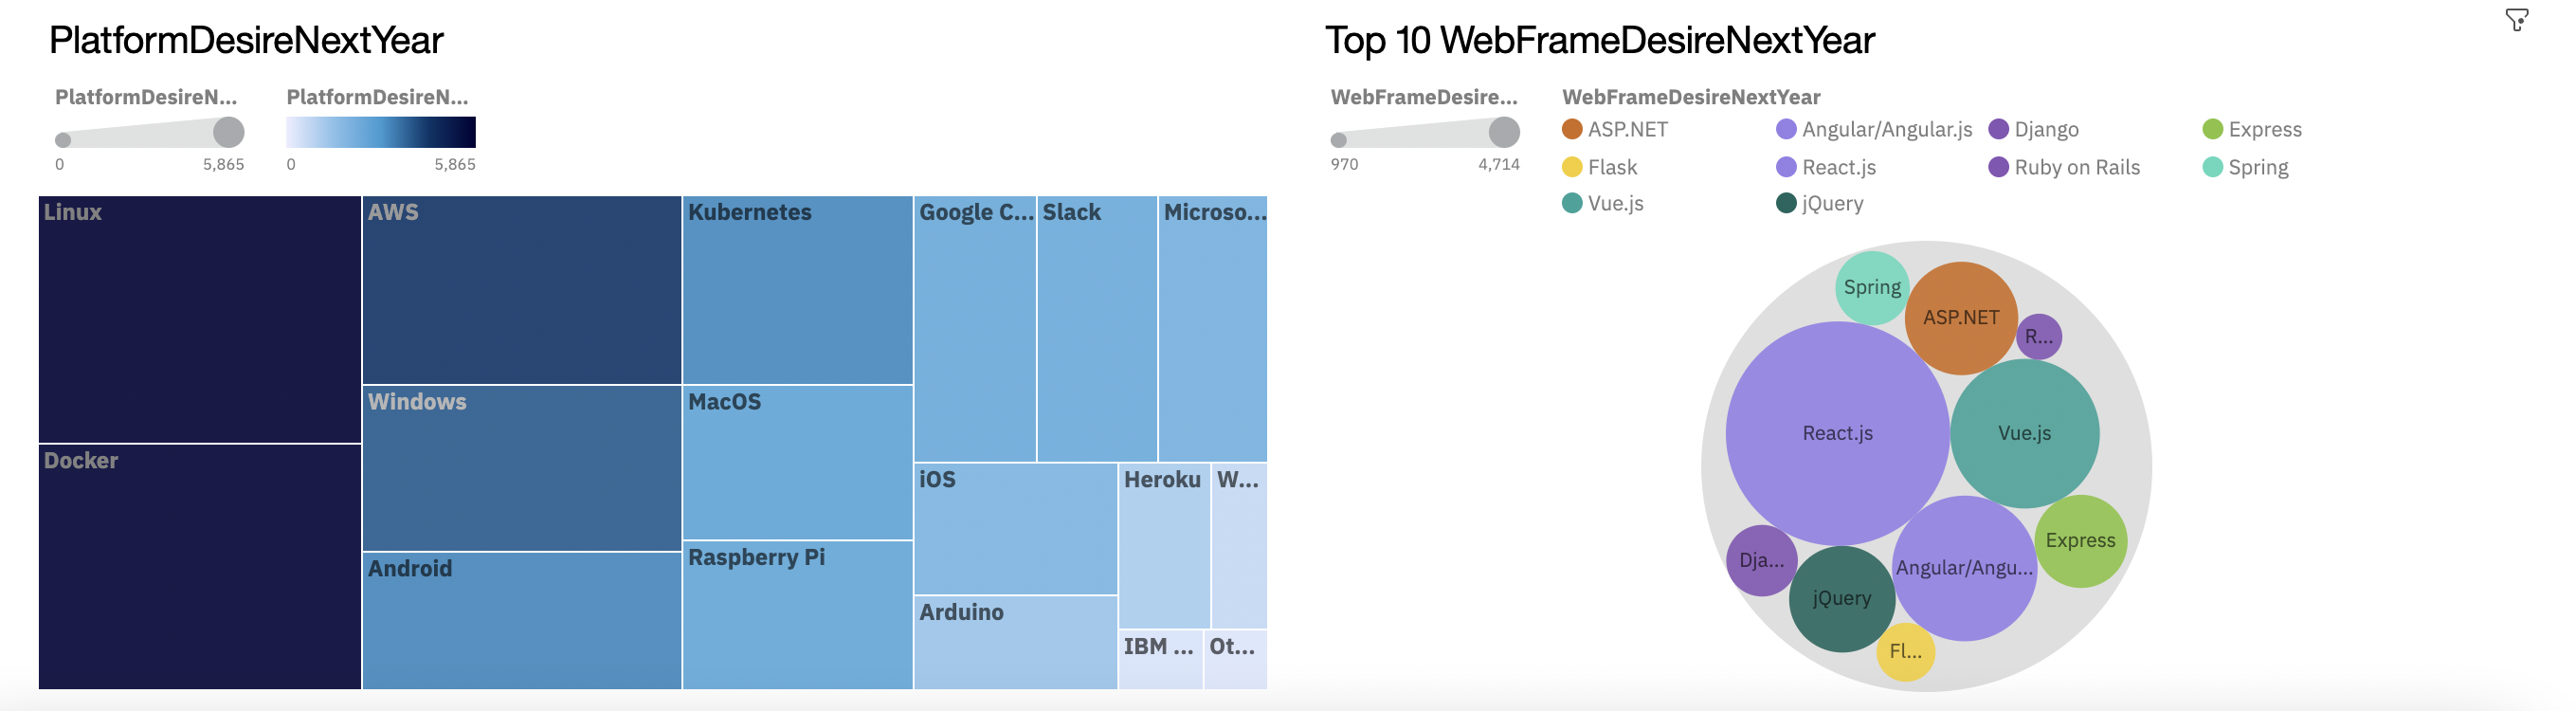 PlatformDesireNextYear
PlatformDesireN...
PlatformDesireN...
0
5,865
0
5,865
Linux
AWS
Kubernetes
Google C...
Slack
Microso...
Windows
MacOS
Docker
iOS
Heroku
W...
Raspberry Pi
Android
Arduino
IBM ...
Ot...
Top 10 WebFrameDesireNextYear
WebFrameDesire...
WebFrameDesireNextYear
970
4,714
ASP.NET
Angular/Angular.js
Django
Express
Flask
React.js
Ruby on Rails
Spring
Vue.js
jQuery
Spring
ASP.NET
R...
React.js
Vue.js
Express
Dja...
Angular/Angu...
jQuery
Fl...